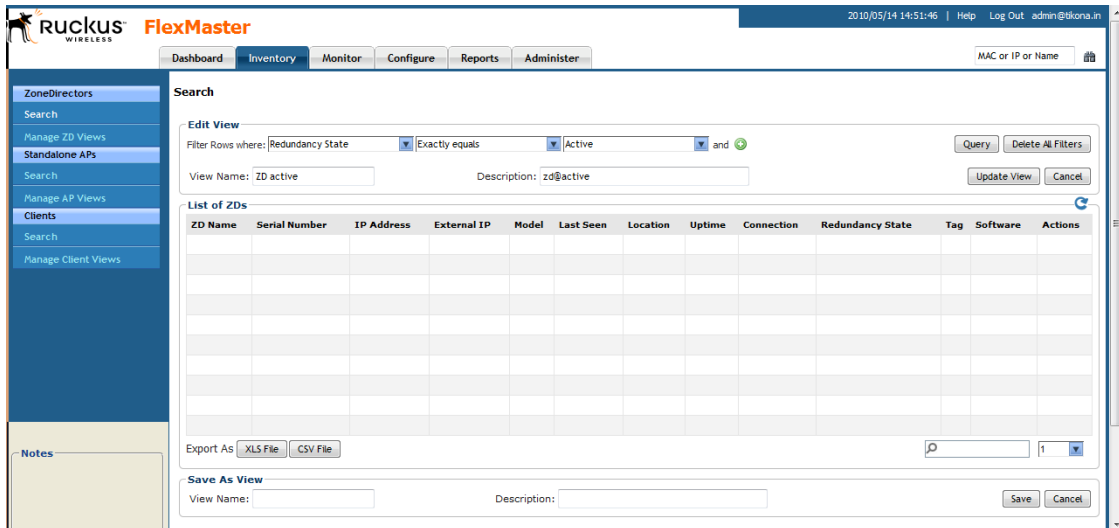 2010/05/14 14:51:46 | Help Log Out admin@tikona.in
Ruckus WIRELESS FlexMaster
Dashboard Inventory Monitor Configure Reports Administer MAC or IP or Name
ZoneDirectors
Search
Manage ZD Views
Standalone APs
Search
Manage AP Views
Clients
Search
Manage Client Views
Notes
Search
Edit View
Filter Rows where: Redundancy State Exactly equals Active and Query Delete All Filters
View Name: ZD active Description: zd@active Update View Cancel
List of ZDs
ZD Name Serial Number IP Address External IP Model Last Seen Location Uptime Connection Redundancy State Tag Software Actions
Export As XLS File CSV File 1
Save As View
View Name: Description: Save Cancel